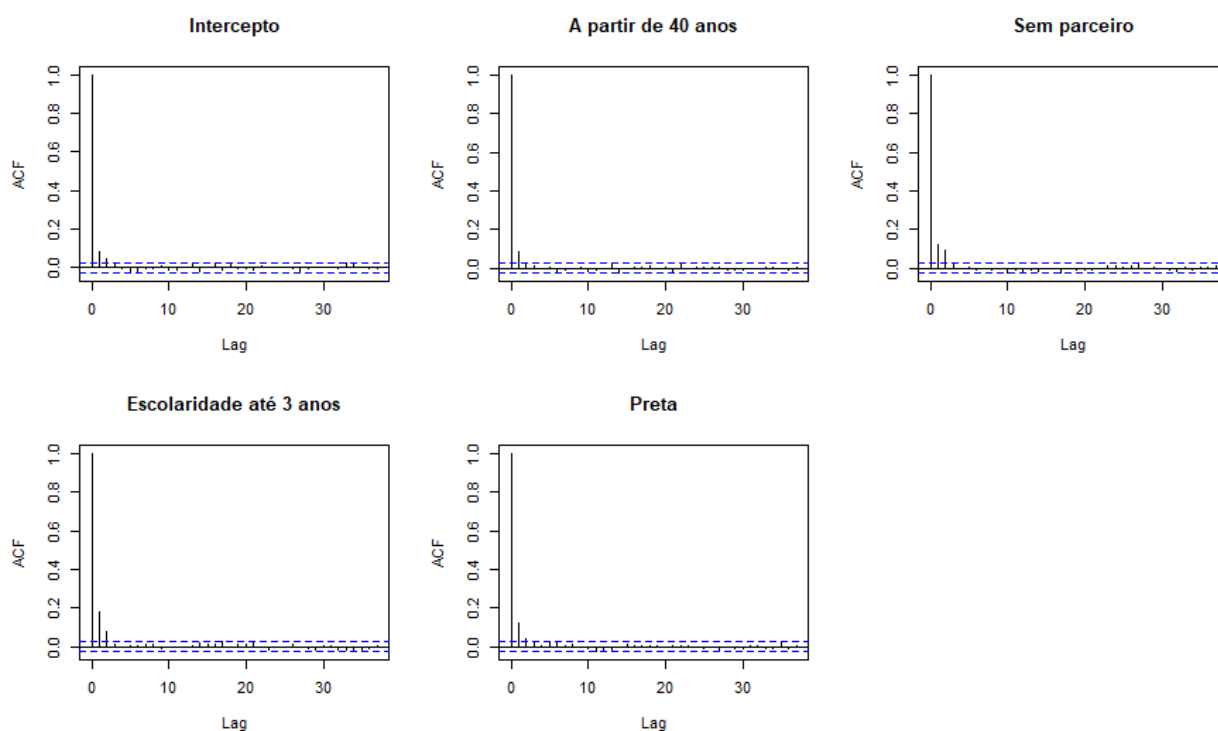 Intercepto
A partir de 40 anos
Sem parceiro
ACF
0.0 0.2 0.4 0.6 0.8 1.0
0 10 20 30
Lag
ACF
0.0 0.2 0.4 0.6 0.8 1.0
0 10 20 30
Lag
ACF
0.0 0.2 0.4 0.6 0.8 1.0
0 10 20 30
Lag
Escolaridade até 3 anos
Preta
ACF
0.0 0.2 0.4 0.6 0.8 1.0
0 10 20 30
Lag
ACF
0.0 0.2 0.4 0.6 0.8 1.0
0 10 20 30
Lag